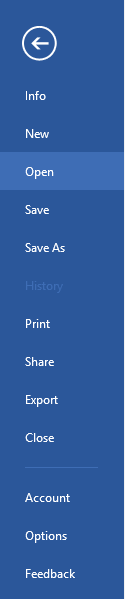 Info
New
Open
Save
Save As
History
Print
Share
Export
Close
Account
Options
Feedback